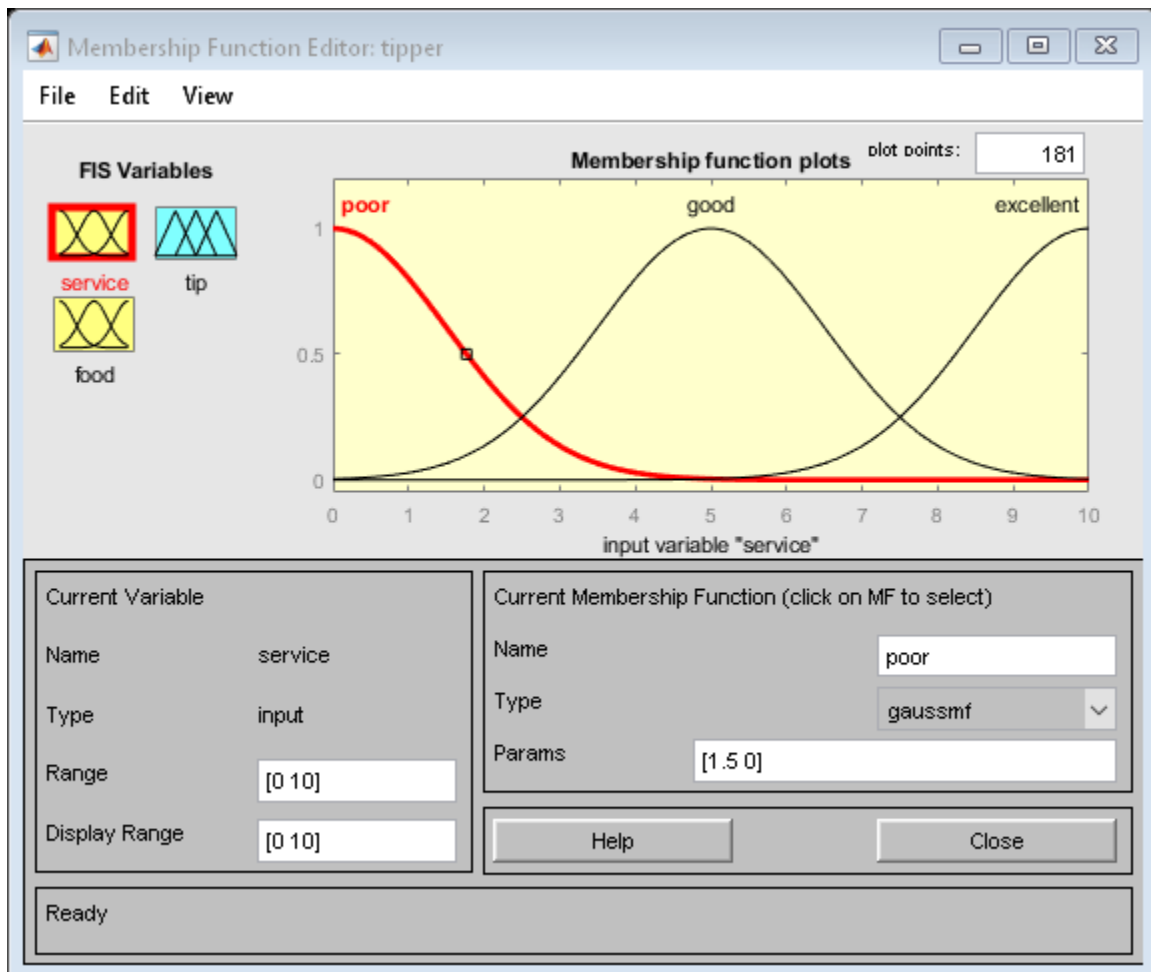 Membership Function Editor: tipper
File Edit View
FIS Variables
service
tip
food
Membership function plots
plot points:
181
poor
good
excellent
1
0.5
0
0 1 2 3 4 5 6 7 8 9 10
input variable "service"
Current Variable
Name service
Type input
Range [0 10]
Display Range [0 10]
Current Membership Function (click on MF to select)
Name poor
Type gaussmf
Params [1.5 0]
Help
Close
Ready